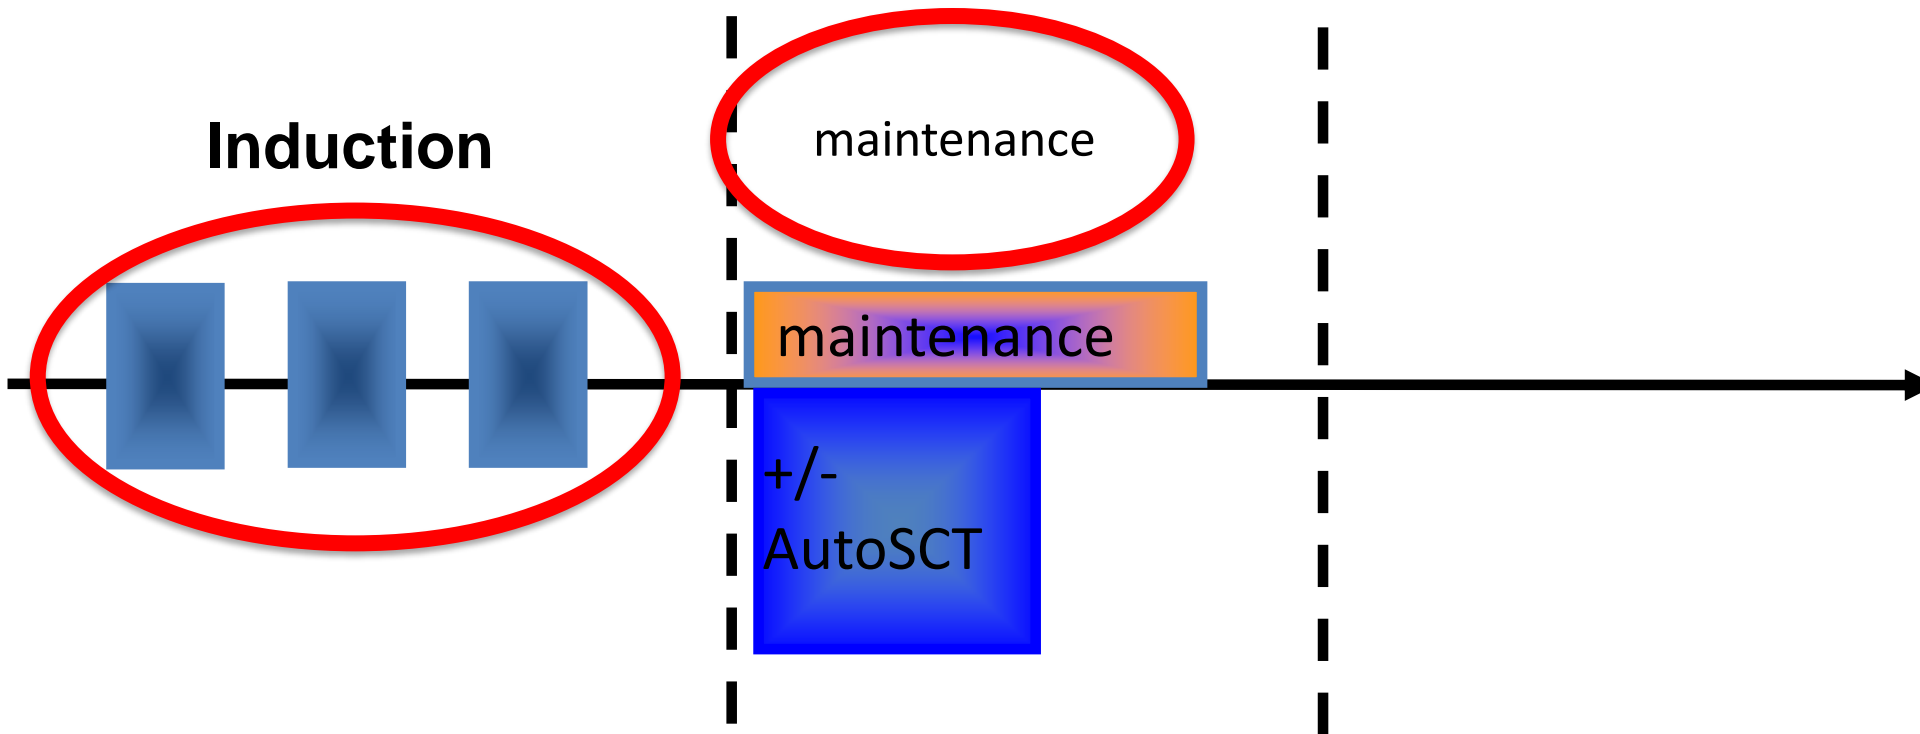 Induction
maintenance
maintenance
+/-
AutoSCT